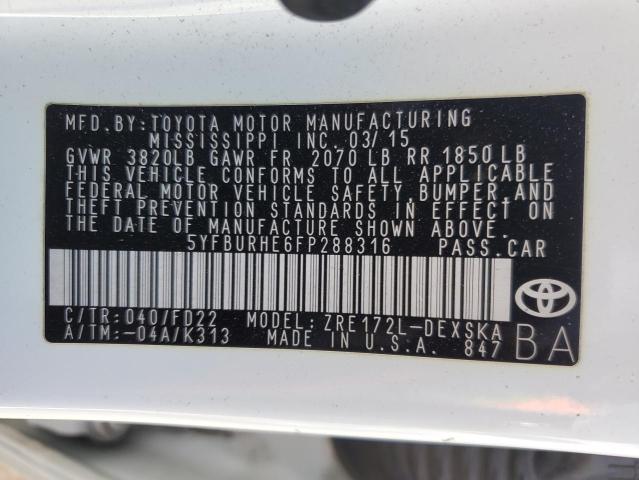 MFD. BY: TOYOTA MOTOR MANUFACTURING
MISSISSIPPI INC. 03/15
GVWR 3820LB GAWR FR 2070 LB RR 1850 LB
THIS VEHICLE CONFORMS TO ALL APPLICABLE
FEDERAL MOTOR VEHICLE SAFETY, BUMPER, AND
THEFT PREVENTION STANDARDS IN EFFECT ON
THE DATE OF MANUFACTURE SHOWN ABOVE.
5YFBURHE6FP288316 PASS. CAR
C/TR: 040/FD22 MODEL: ZRE172L-DEXSKA
A/TM: -04A/K313 MADE IN U.S.A. 847
BA